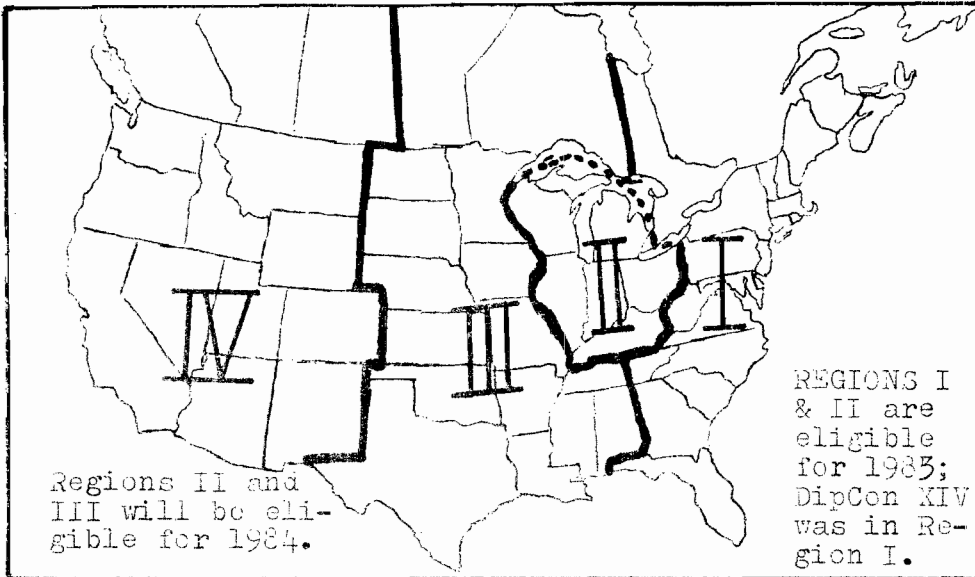 IV
III
II
I
REGIONS I
& II are
eligible
for 1983;
DipCon XIV
was in Re-
gion I.
Regions II and
III will be eli-
gible for 1984.